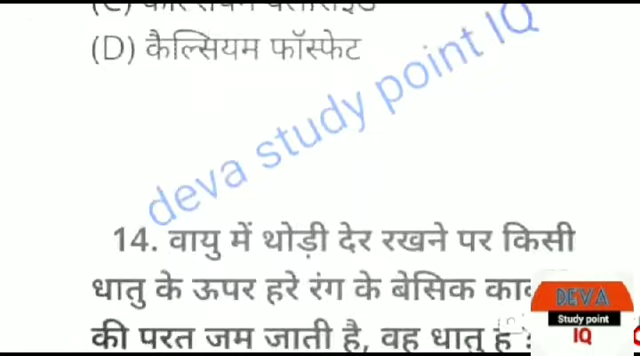 (D) कैल्सियम फॉस्फेट
deva study point IQ
14. वायु में थोड़ी देर रखने पर किसी
धातु के ऊपर हरे रंग के बेसिक
की परत जम जाती है, वह धातु
DEVA
Study point
IQ